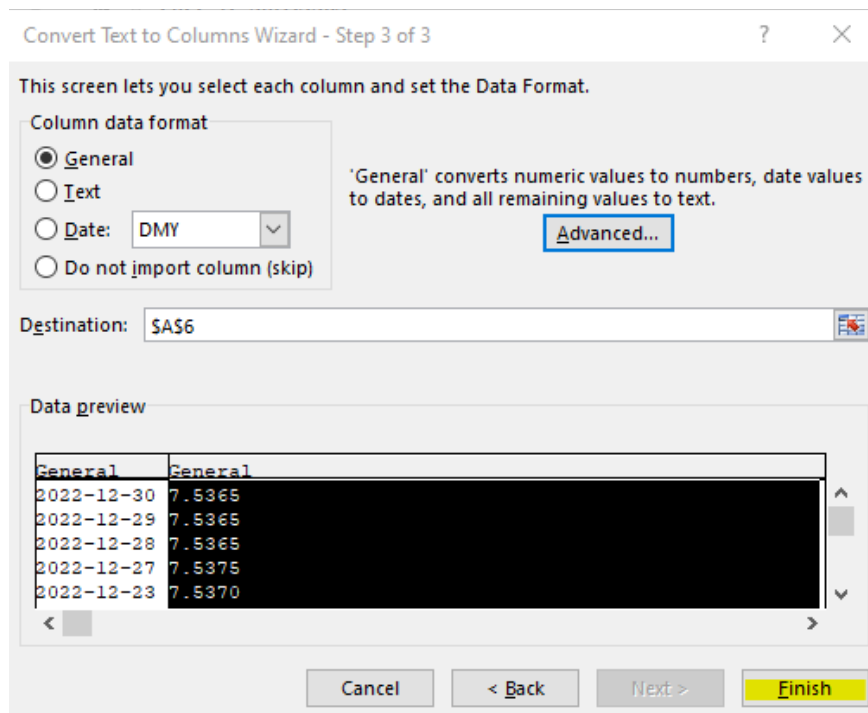 Convert Text to Columns Wizard - Step 3 of 3 ?
This screen lets you select each column and set the Data Format.
Column data format
General
Text
Date: DMY
Do not import column (skip)
'General' converts numeric values to numbers, date values
to dates, and all remaining values to text.
Advanced...
Destination: $A$6
Data preview
General General
2022-12-30 7.5365
2022-12-29 7.5365
2022-12-28 7.5365
2022-12-27 7.5375
2022-12-23 7.5370
Cancel < Back Next > Finish